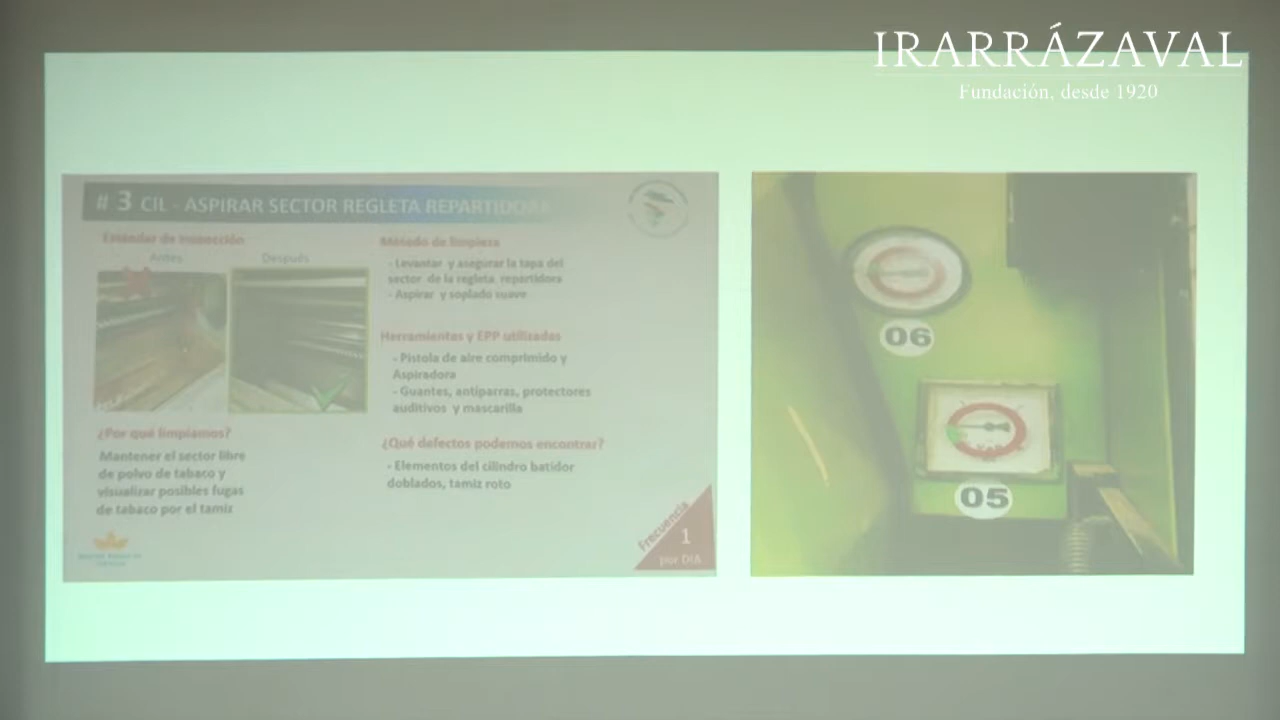 IRARRÁZAVAL
Fundación, desde 1920
# 3 CIL - ASPIRAR SECTOR REGLETA REPARTIDORA
Estándar de inspección
Antes
Después
¿Por qué limpiamos?
Mantener el sector libre
de polvo de tabaco y
visualizar posibles fugas
de tabaco por el tamiz
Método de limpieza
- Levantar y asegurar la tapa del
sector de la regleta repartidora
- Aspirar y soplado suave
Herramientas y EPP utilizados
- Pistola de aire comprimido y
Aspiradora
- Guantes, antiparras, protectores
auditivos y mascarilla
¿Qué defectos podemos encontrar?
- Elementos del cilindro batidor
doblados, tamiz roto
Frecuencia
1
por DIA
06
05